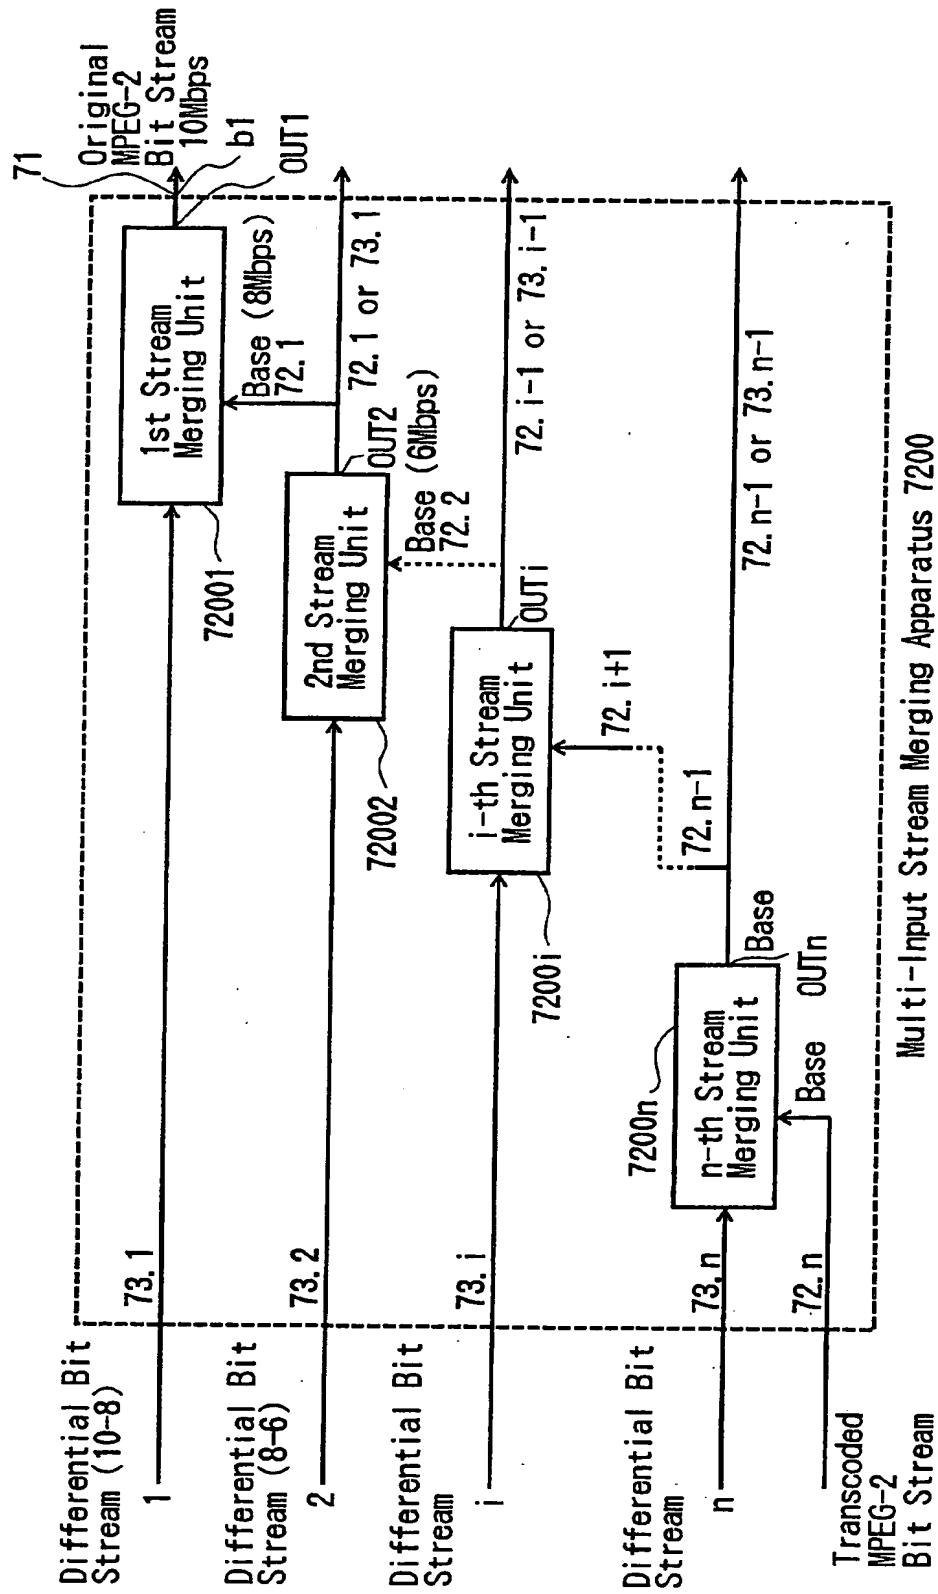 Differential Bit
Stream (10-8)
1
73.1
72001
1st Stream
Merging Unit
71
Original
MPEG-2
Bit Stream
10Mbps
b1
OUT1
Base (8Mbps)
72.1
Differential Bit
Stream (8-6)
2
73.2
72002
2nd Stream
Merging Unit
OUT2
72.1 or 73.1
Base (6Mbps)
72.2
Differential Bit
Stream
i
73.i
7200i
i-th Stream
Merging Unit
OUTi
72.i-1 or 73.i-1
72.i+1
72.n-1
Differential Bit
Stream
n
73.n
7200n
n-th Stream
Merging Unit
Base
OUTn
72.n-1 or 73.n-1
Base
72.n
Transcoded
MPEG-2
Bit Stream
Multi-Input Stream Merging Apparatus 7200